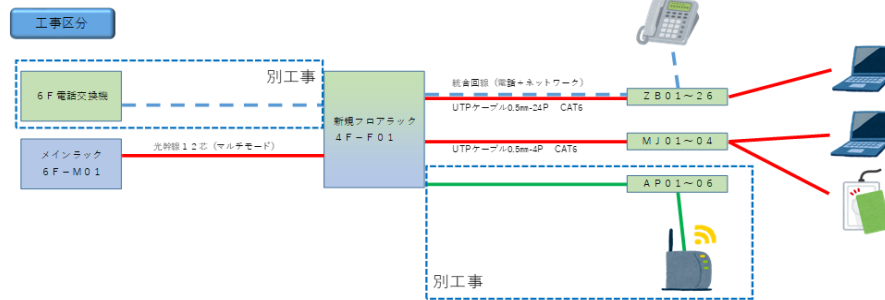 工事区分
別工事
6F電話交換機
メインラック
6F-M01
光幹線12芯(マルチモード)
新規フロアラック
4F-F01
統合回線(電話+ネットワーク)
UTPケーブル0.5mm-24P CAT6
ZB01~26
UTPケーブル0.5mm-4P CAT6
MJ01~04
AP01~06
別工事